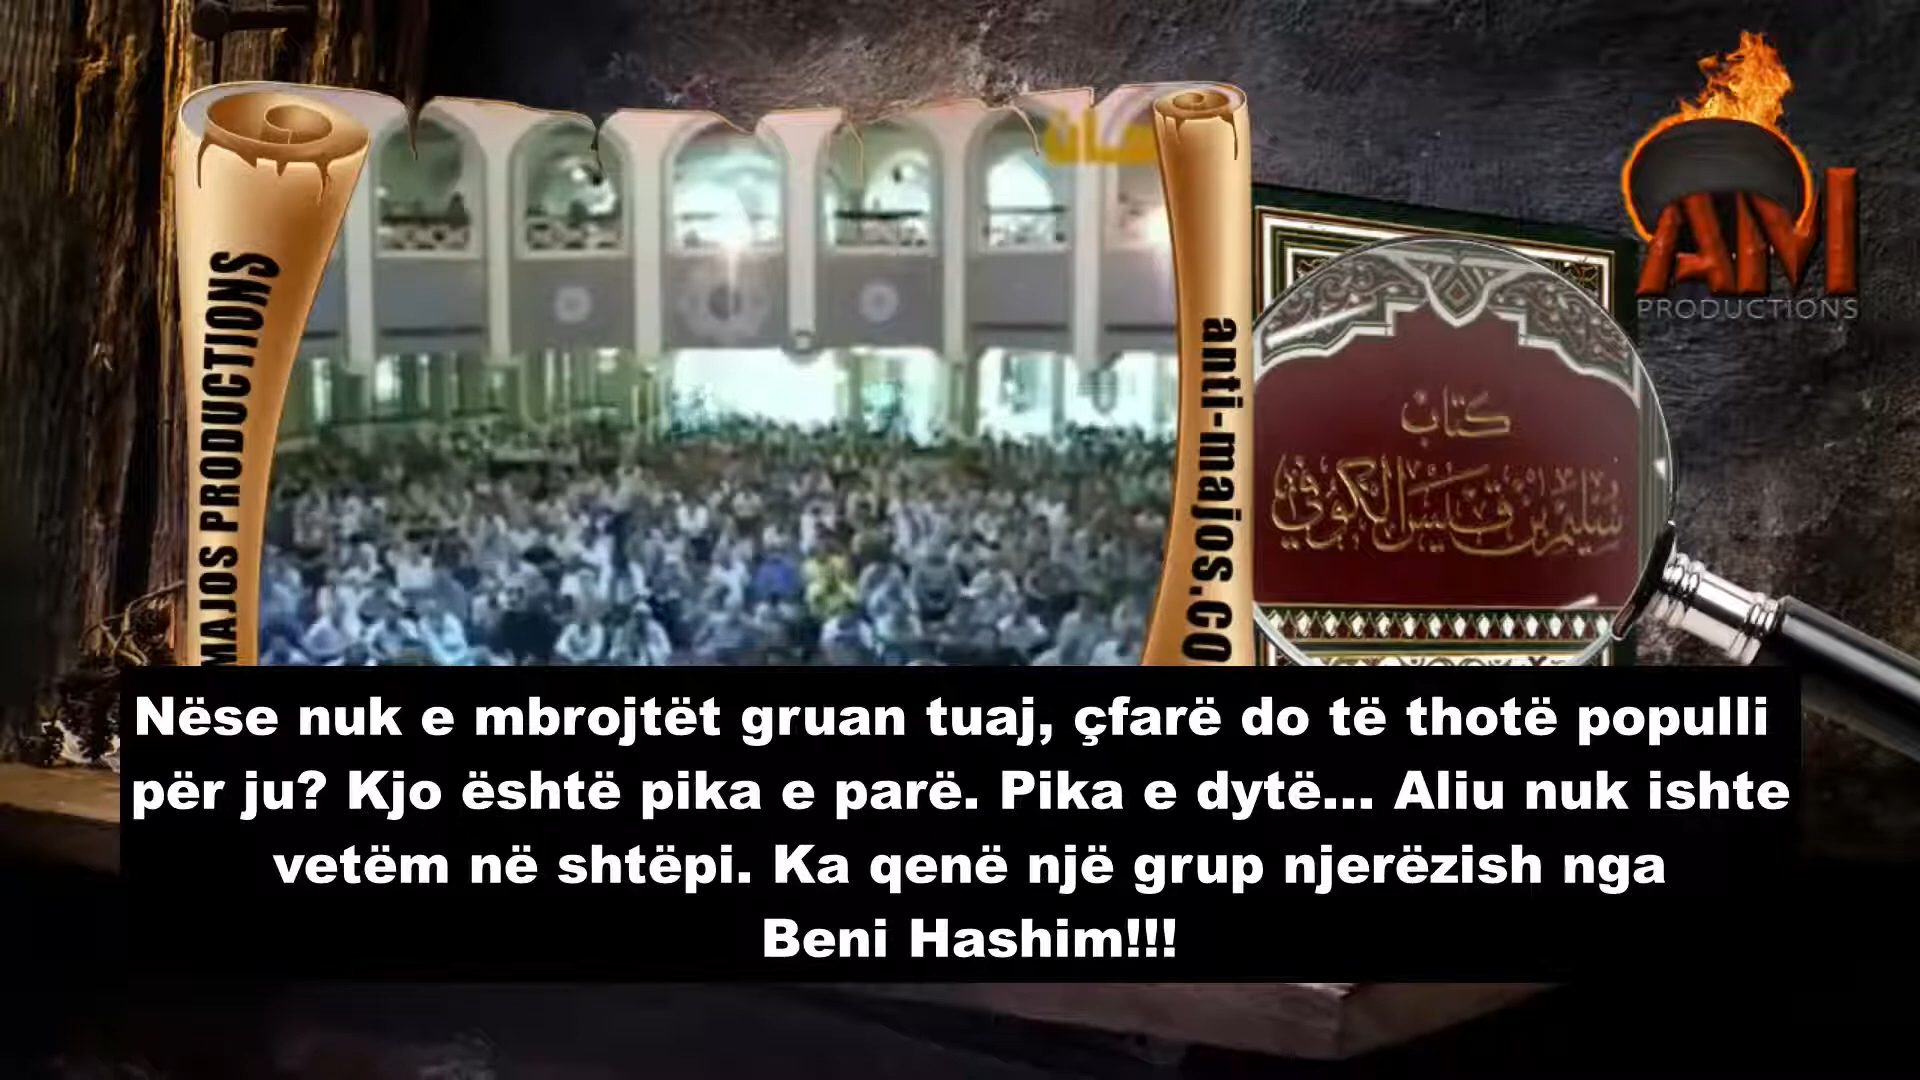 AM
PRODUCTIONS
MAJOS PRODUCTIONS
anti-majos.co
كتاب
سليم بن قيس الكوفي
Nëse nuk e mbrojtët gruan tuaj, çfarë do të thotë populli
për ju? Kjo është pika e parë. Pika e dytë... Aliu nuk ishte
vetëm në shtëpi. Ka qenë një grup njerëzish nga
Beni Hashim!!!